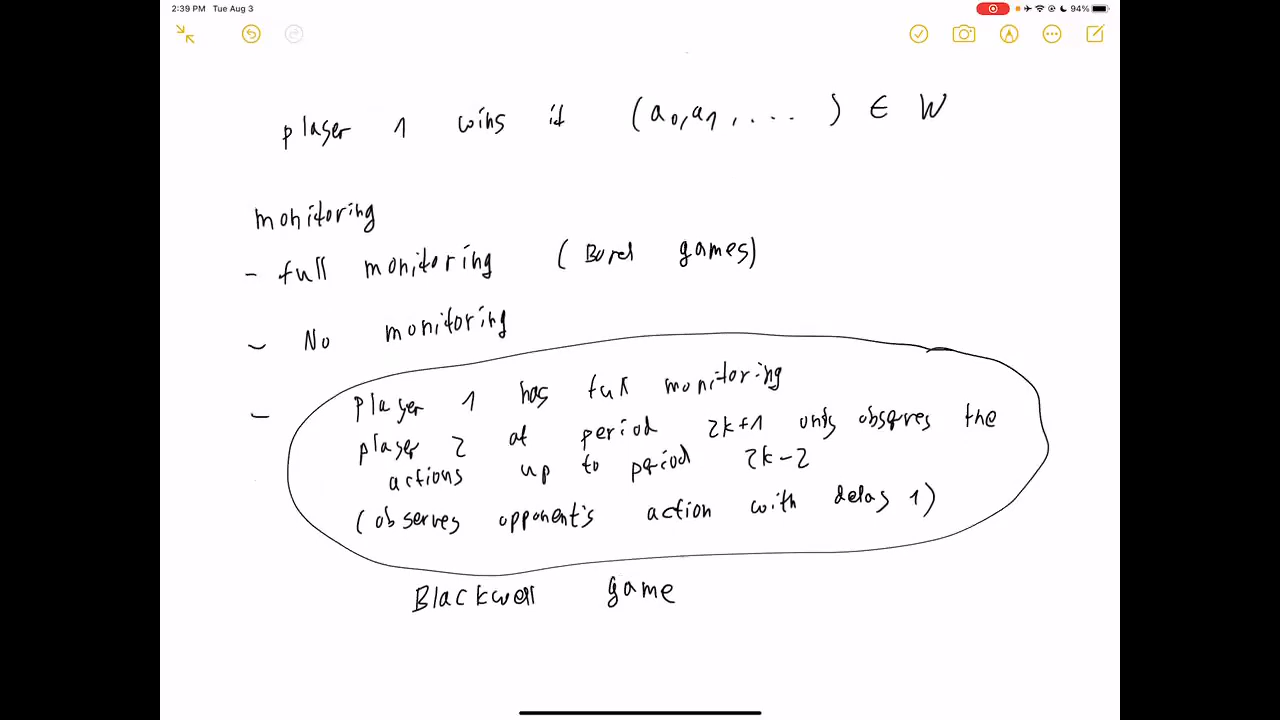 2:39 PM Tue Aug 3
94%
player 1 wins if (a0, a1, .... ) ∈ W
monitoring
- full monitoring (Borel games)
- No monitoring
- player 1 has full monitoring
player 2 at period 2k+1 only observes the
actions up to period 2k-2
(observes opponent's action with delay 1)
Blackwell game